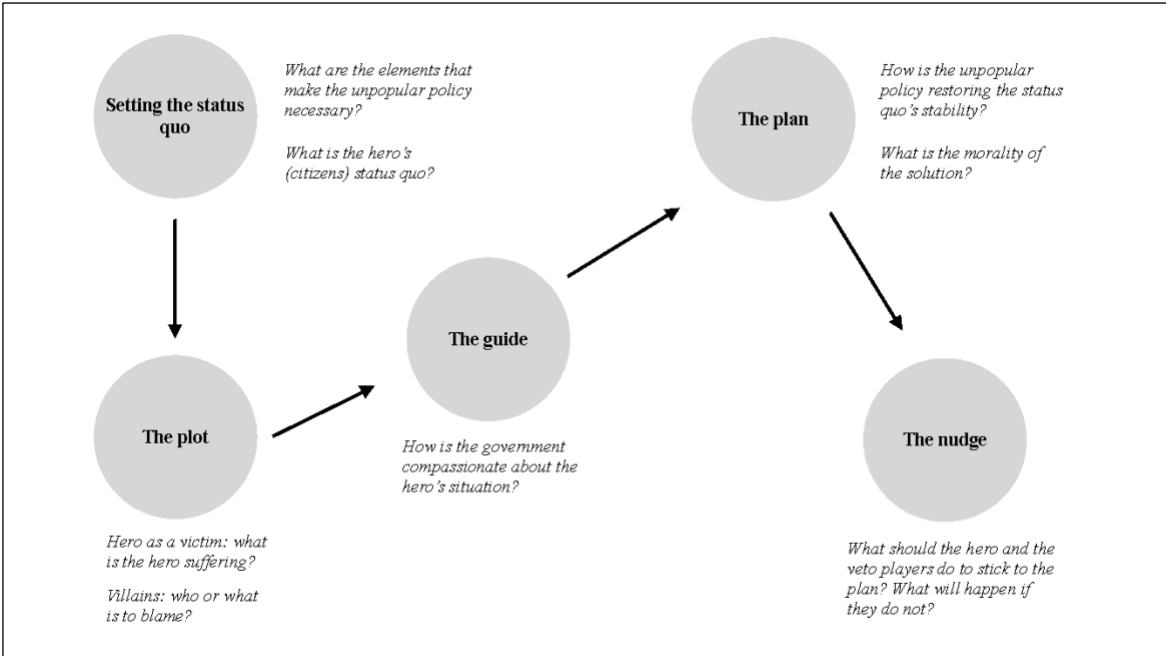 Setting the status
quo
What are the elements that
make the unpopular policy
necessary?
What is the hero's
(citizens) status quo?
The plot
Hero as a victim: what
is the hero suffering?
Villains: who or what
is to blame?
The guide
How is the government
compassionate about the
hero's situation?
The plan
How is the unpopular
policy restoring the status
quo's stability?
What is the morality of
the solution?
The nudge
What should the hero and the
veto players do to stick to the
plan? What will happen if
they do not?